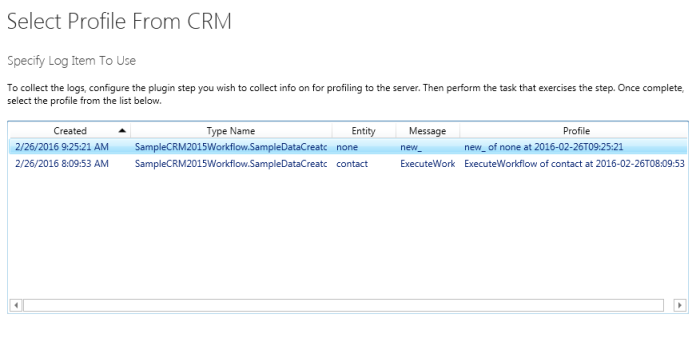 Select Profile From CRM
Specify Log Item To Use
To collect the logs, configure the plugin step you wish to collect info on for profiling to the server. Then perform the task that exercises the step. Once complete,
select the profile from the list below.
Created Type Name Entity Message Profile
2/26/2016 9:25:21 AM SampleCRM2015Workflow.SampleDataCreatc none new_ new_ of none at 2016-02-26T09:25:21
2/26/2016 8:09:53 AM SampleCRM2015Workflow.SampleDataCreatc contact ExecuteWork ExecuteWorkflow of contact at 2016-02-26T08:09:53